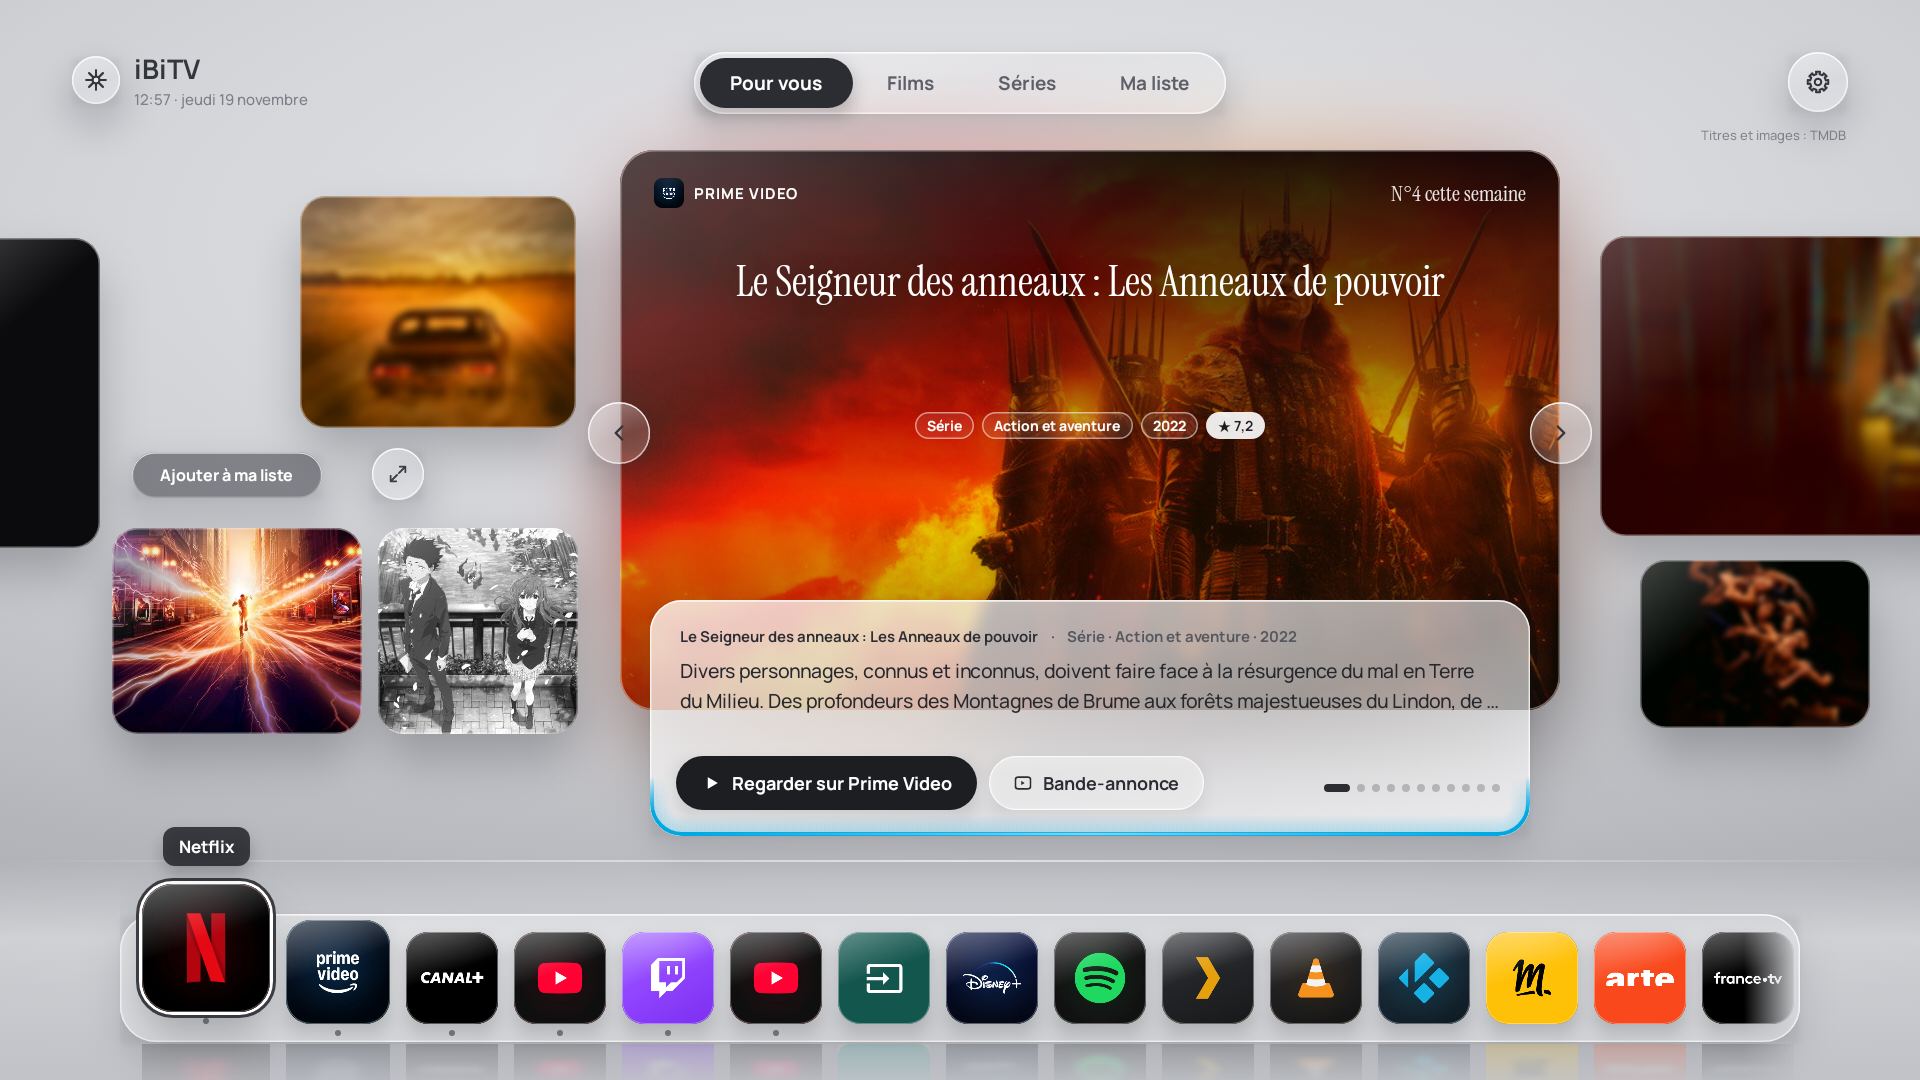 iBiTV
12:57 · jeudi 19 novembre
Pour vous
Films
Séries
Ma liste
Titres et images : TMDB
PRIME VIDEO
N°4 cette semaine
Le Seigneur des anneaux : Les Anneaux de pouvoir
Série
Action et aventure
2022
★ 7,2
Ajouter à ma liste
Le Seigneur des anneaux : Les Anneaux de pouvoir · Série · Action et aventure · 2022
Divers personnages, connus et inconnus, doivent faire face à la résurgence du mal en Terre
du Milieu. Des profondeurs des Montagnes de Brume aux forêts majestueuses du Lindon, de ...
Regarder sur Prime Video
Bande-annonce
Netflix
N
prime
video
CANAL+
Disney+
m.
arte
france•tv